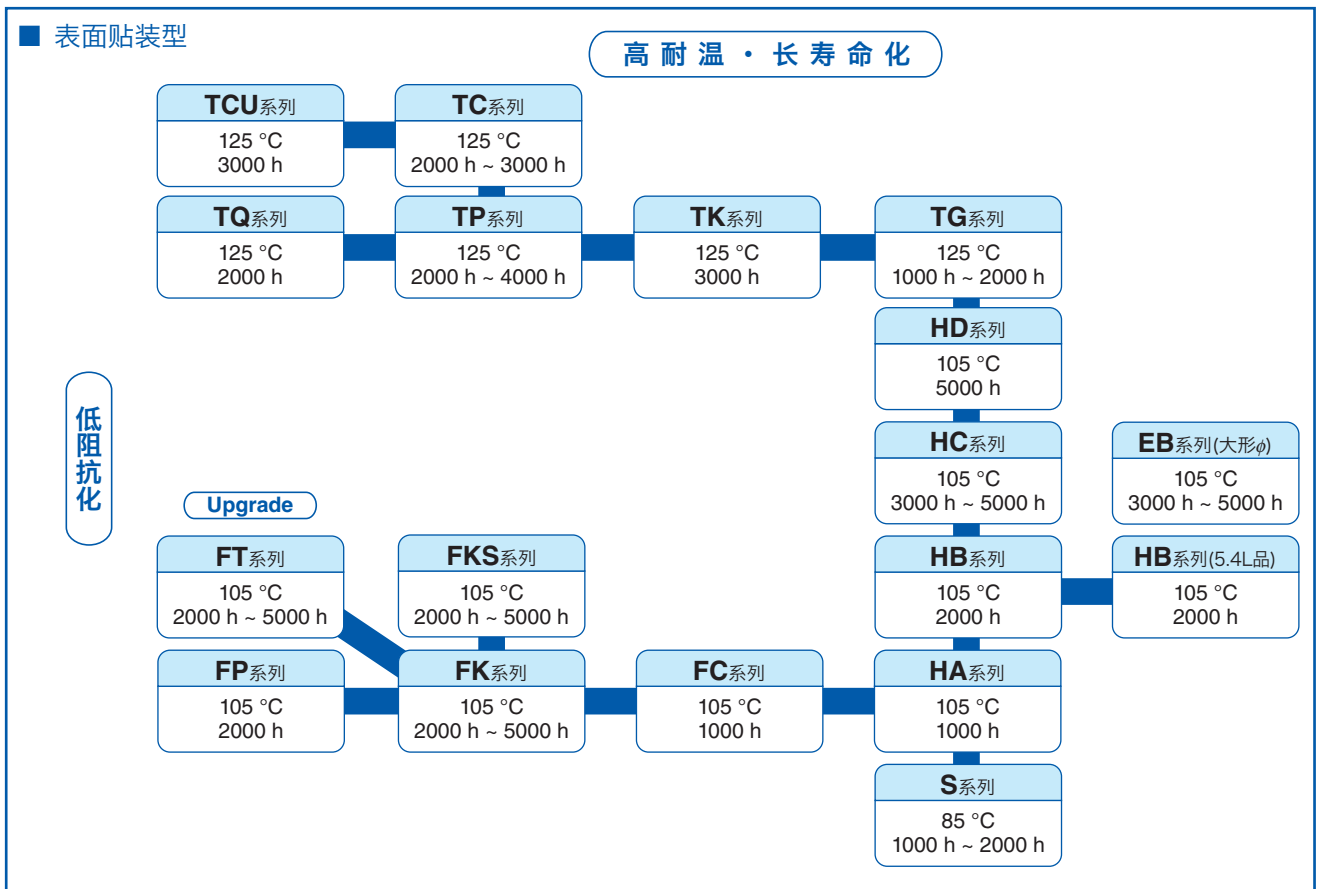 ■ 表面贴装型
高耐温・长寿命化
TCU系列
125 °C
3000 h
TC系列
125 °C
2000 h ~ 3000 h
TQ系列
125 °C
2000 h
TP系列
125 °C
2000 h ~ 4000 h
TK系列
125 °C
3000 h
TG系列
125 °C
1000 h ~ 2000 h
HD系列
105 °C
5000 h
低阻抗化
HC系列
105 °C
3000 h ~ 5000 h
EB系列(大形ϕ)
105 °C
3000 h ~ 5000 h
Upgrade
FT系列
105 °C
2000 h ~ 5000 h
FKS系列
105 °C
2000 h ~ 5000 h
HB系列
105 °C
2000 h
HB系列(5.4L品)
105 °C
2000 h
FP系列
105 °C
2000 h
FK系列
105 °C
2000 h ~ 5000 h
FC系列
105 °C
1000 h
HA系列
105 °C
1000 h
S系列
85 °C
1000 h ~ 2000 h